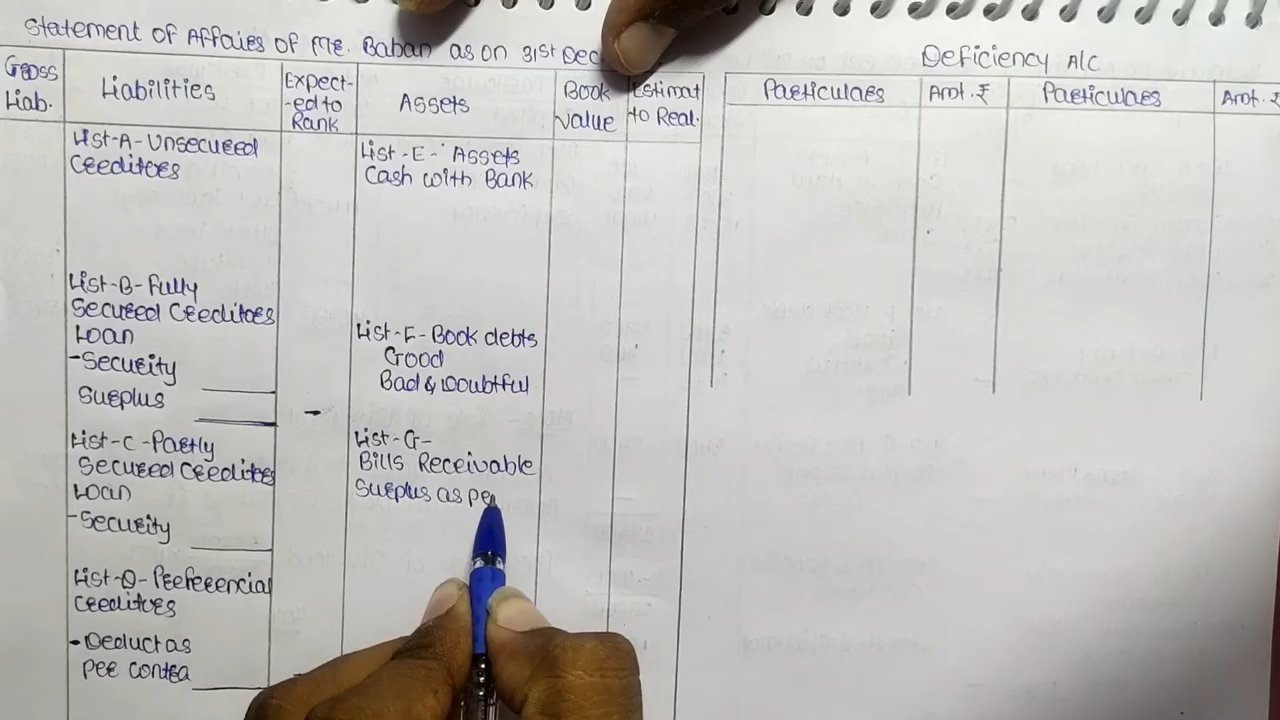 Statement of Affairs of Mr. Baban as on 31st Dec
Gross Liab.
Liabilities
Expect-
-ed to
Rank
Assets
Book
Value
Estimat
to Real.
List-A-Unsecured
Creditors
List-B-Fully
Secured Creditors
Loan
-Security
Surplus
-
List-C-Partly
Secured Creditors
Loan
-Security
List-D-Preferencial
Creditors
-Deduct as
per contra
List-E- Assets
Cash with Bank
List-F-Book debts
Good
Bad & Doubtful
List-G-
Bills Receivable
Surplus as per
Deficiency A/c
Particulars
Amt. ₹
Particulars
Amt. ₹